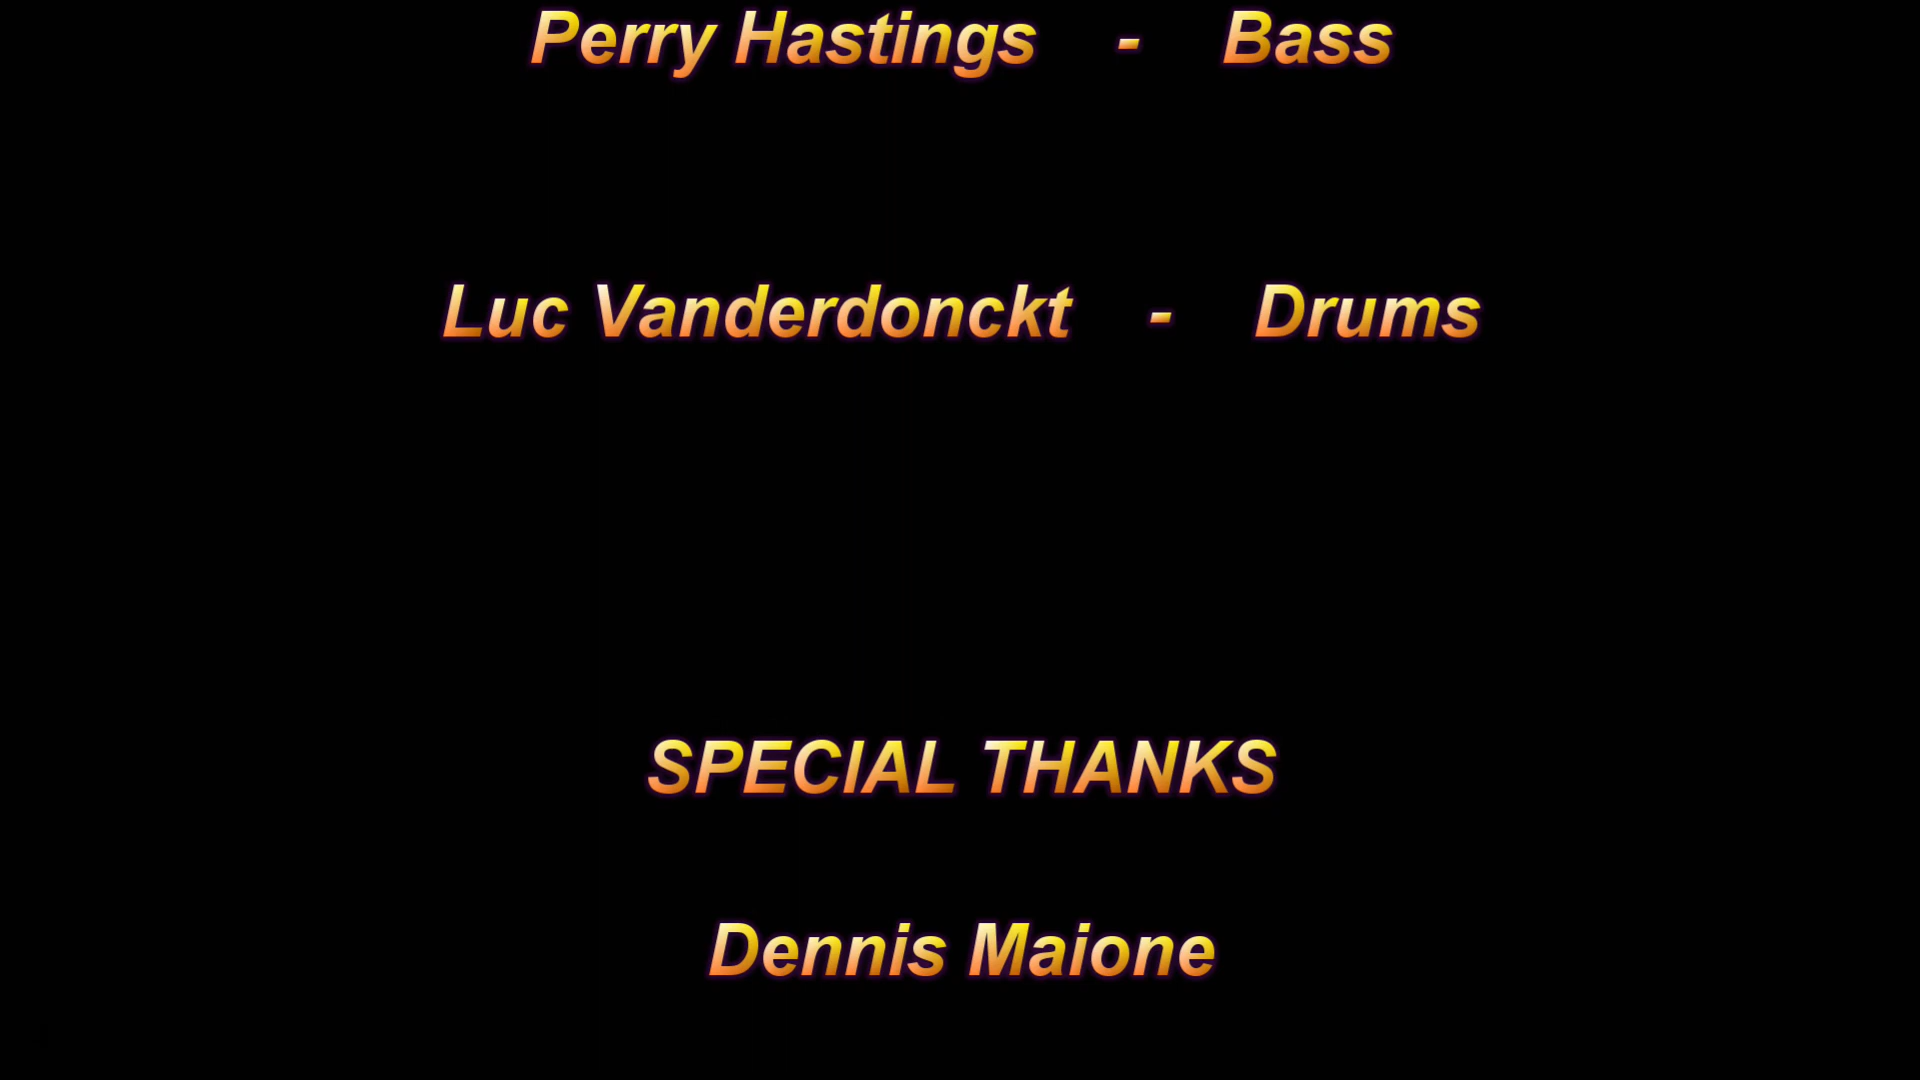 Perry Hastings - Bass
Luc Vanderdonckt - Drums
SPECIAL THANKS
Dennis Maione